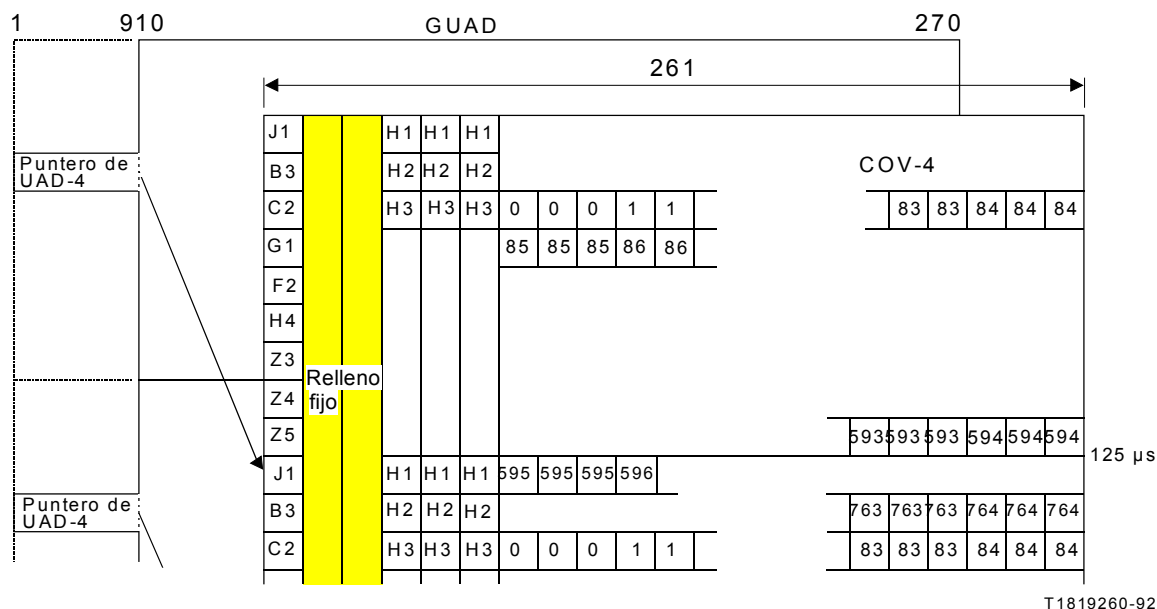 1 910 GUAD 270
261
J1 H1 H1 H1
Puntero de UAD-4 B3 H2 H2 H2 COV-4
C2 H3 H3 H3 0 0 0 1 1 83 83 84 84 84
G1 85 85 85 86 86
F2
H4
Z3
Relleno fijo
Z4
Z5 593 593 593 594 594 594
125 µs
J1 H1 H1 H1 595 595 595 596
Puntero de UAD-4 B3 H2 H2 H2 763 763 763 764 764 764
C2 H3 H3 H3 0 0 0 1 1 83 83 83 84 84 84
T1819260-92